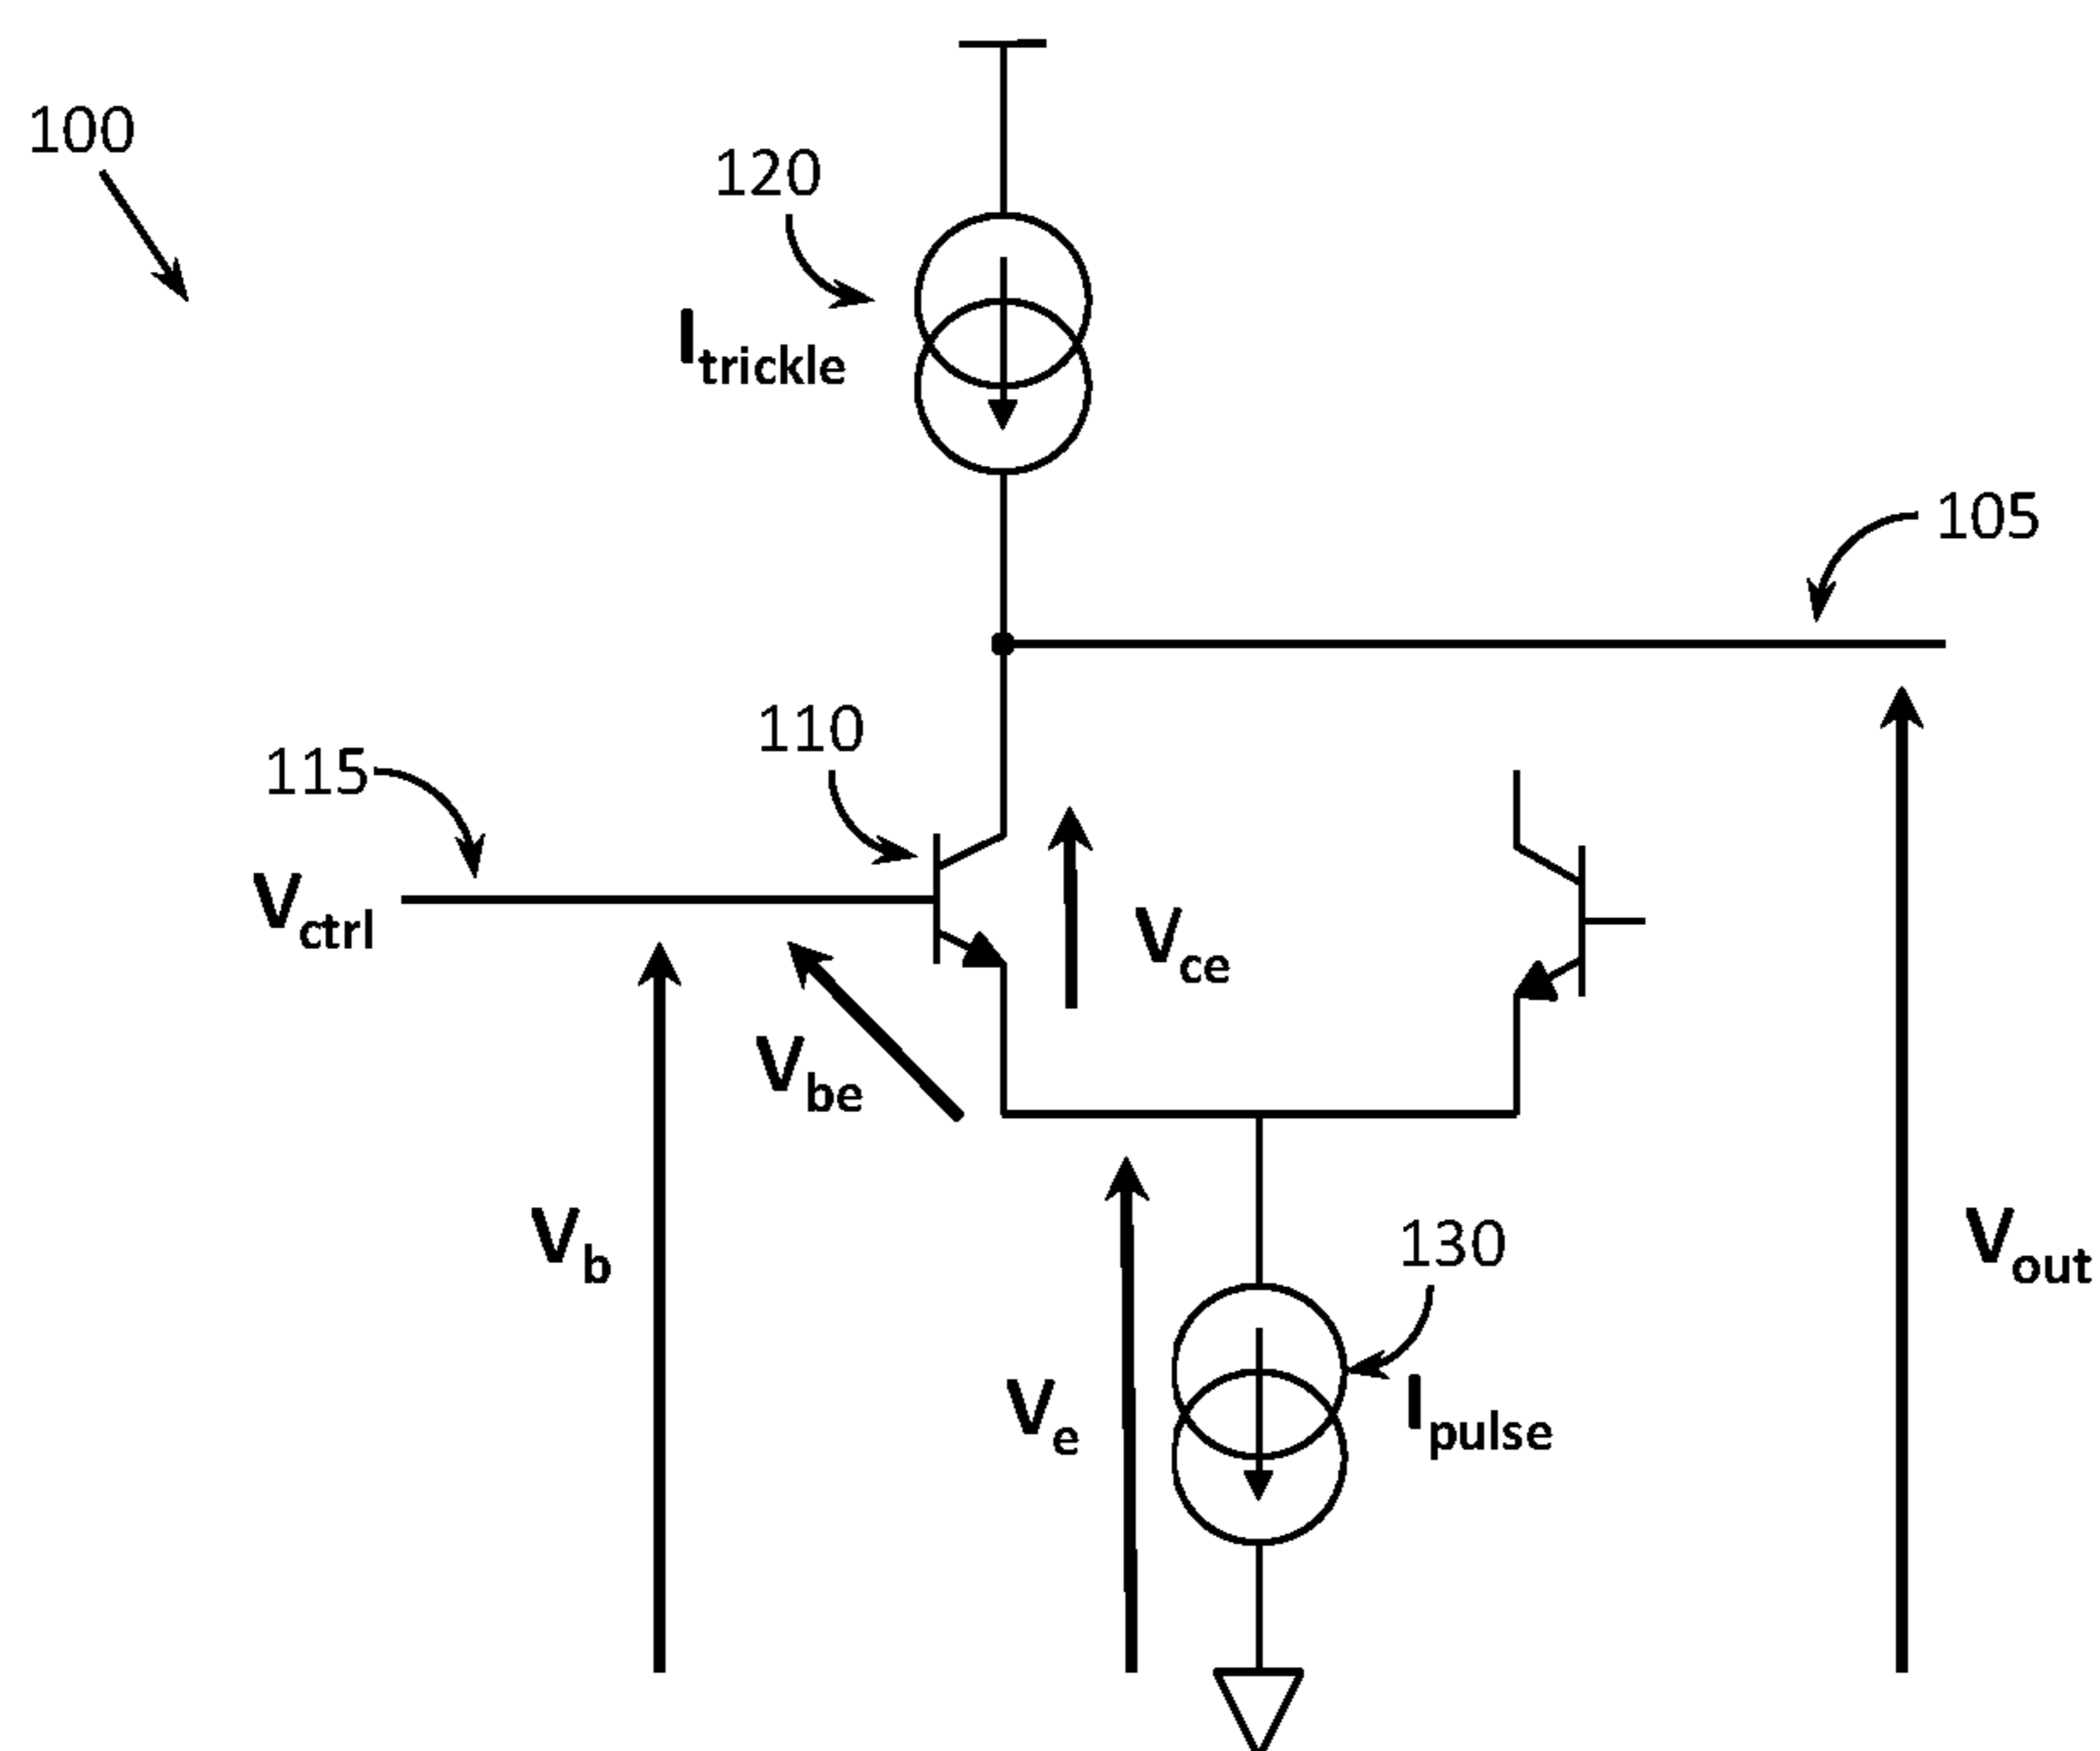 100
120
I_trickle
105
110
115
V_ctrl
V_ce
V_be
V_b
130
V_out
V_e
I_pulse